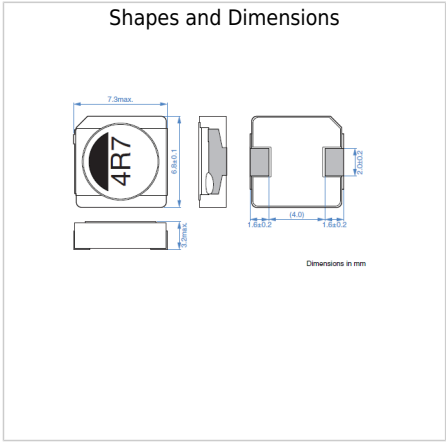 Shapes and Dimensions
7.3max.
4R7
6.8±0.1
3.2max.
2.0±0.2
(4.0)
1.6±0.2
1.6±0.2
Dimensions in mm